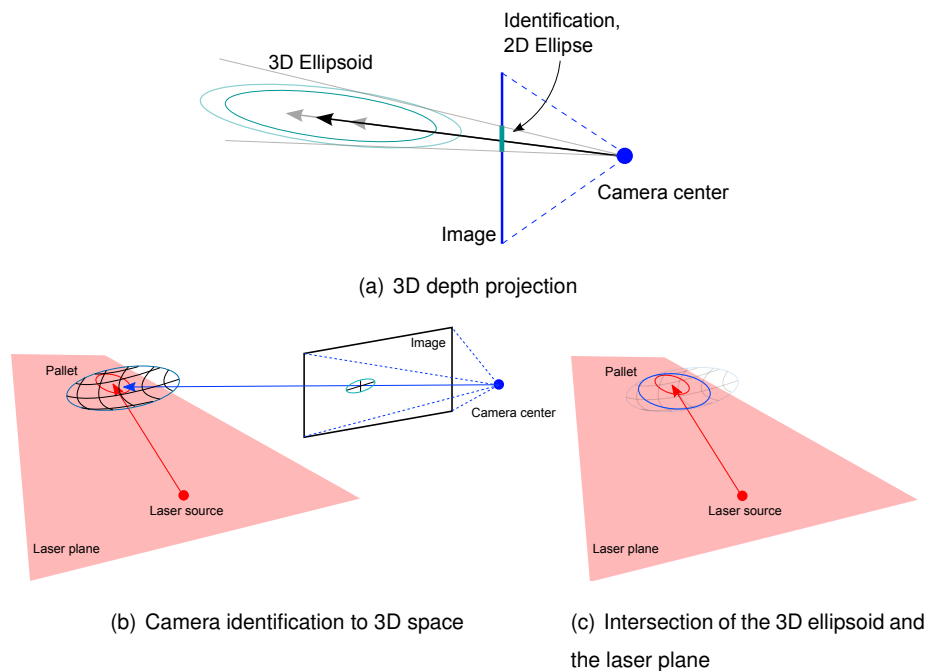 Identification,
2D Ellipse
3D Ellipsoid
Camera center
Image
(a) 3D depth projection
Image
Pallet
Camera center
Laser source
Laser plane
Pallet
Laser source
Laser plane
(b) Camera identification to 3D space
(c) Intersection of the 3D ellipsoid and
the laser plane